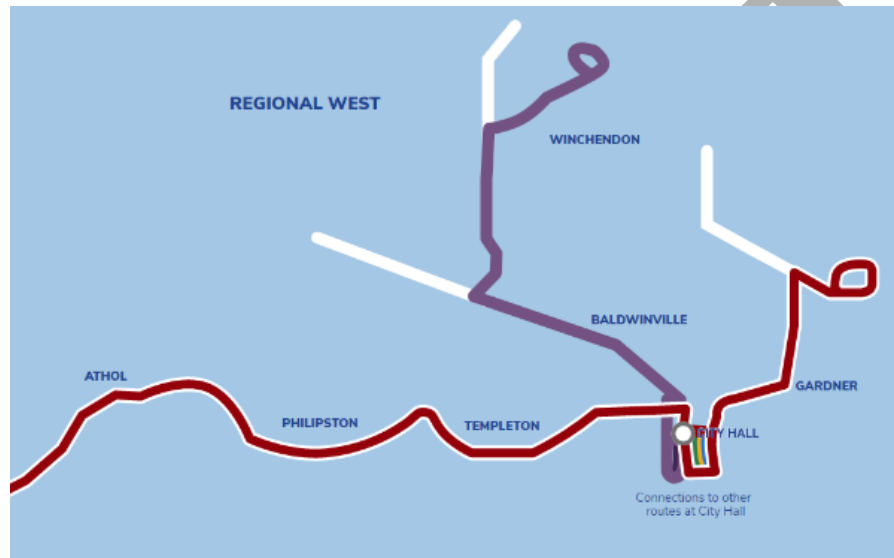 REGIONAL WEST
WINCHENDON
BALDWINVILLE
ATHOL
GARDNER
PHILIPSTON
TEMPLETON
CITY HALL
Connections to other
routes at City Hall